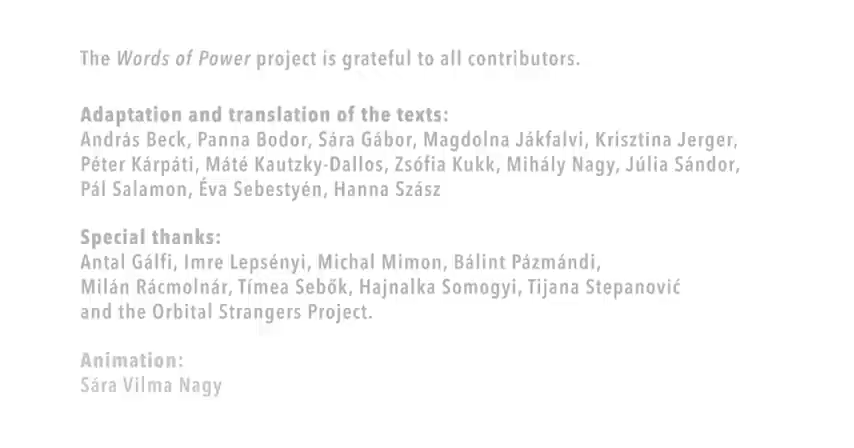 The Words of Power project is grateful to all contributors.
Adaptation and translation of the texts:
András Beck, Panna Bodor, Sára Gábor, Magdolna Jákfalvi, Krisztina Jerger,
Péter Kárpáti, Máté Kautzky-Dallos, Zsófia Kukk, Mihály Nagy, Júlia Sándor,
Pál Salamon, Éva Sebestyén, Hanna Szász
Special thanks:
Antal Gálfi, Imre Lepsényi, Michal Mimon, Bálint Pázmándi,
Milán Rácmolnár, Tímea Sebők, Hajnalka Somogyi, Tijana Stepanović
and the Orbital Strangers Project.
Animation:
Sára Vilma Nagy